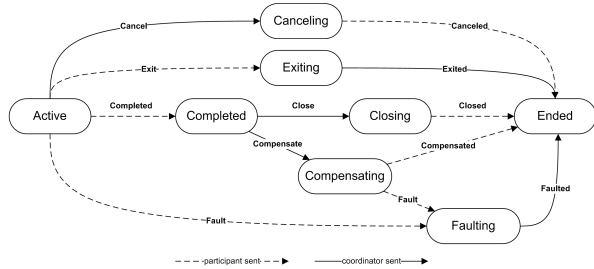 Canceling
Cancel
Canceled
Exit
Exiting
Exited
Active
Completed
Completed
Close
Closing
Closed
Ended
Compensate
Compensated
Compensating
Fault
Faulted
Fault
Faulting
participant sent
coordinator sent